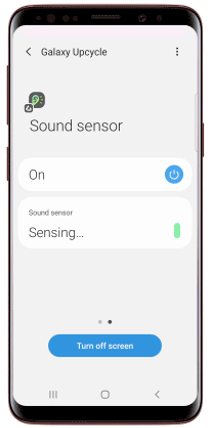 Galaxy Upcycle
Sound sensor
On
Sound sensor
Sensing...
Turn off screen